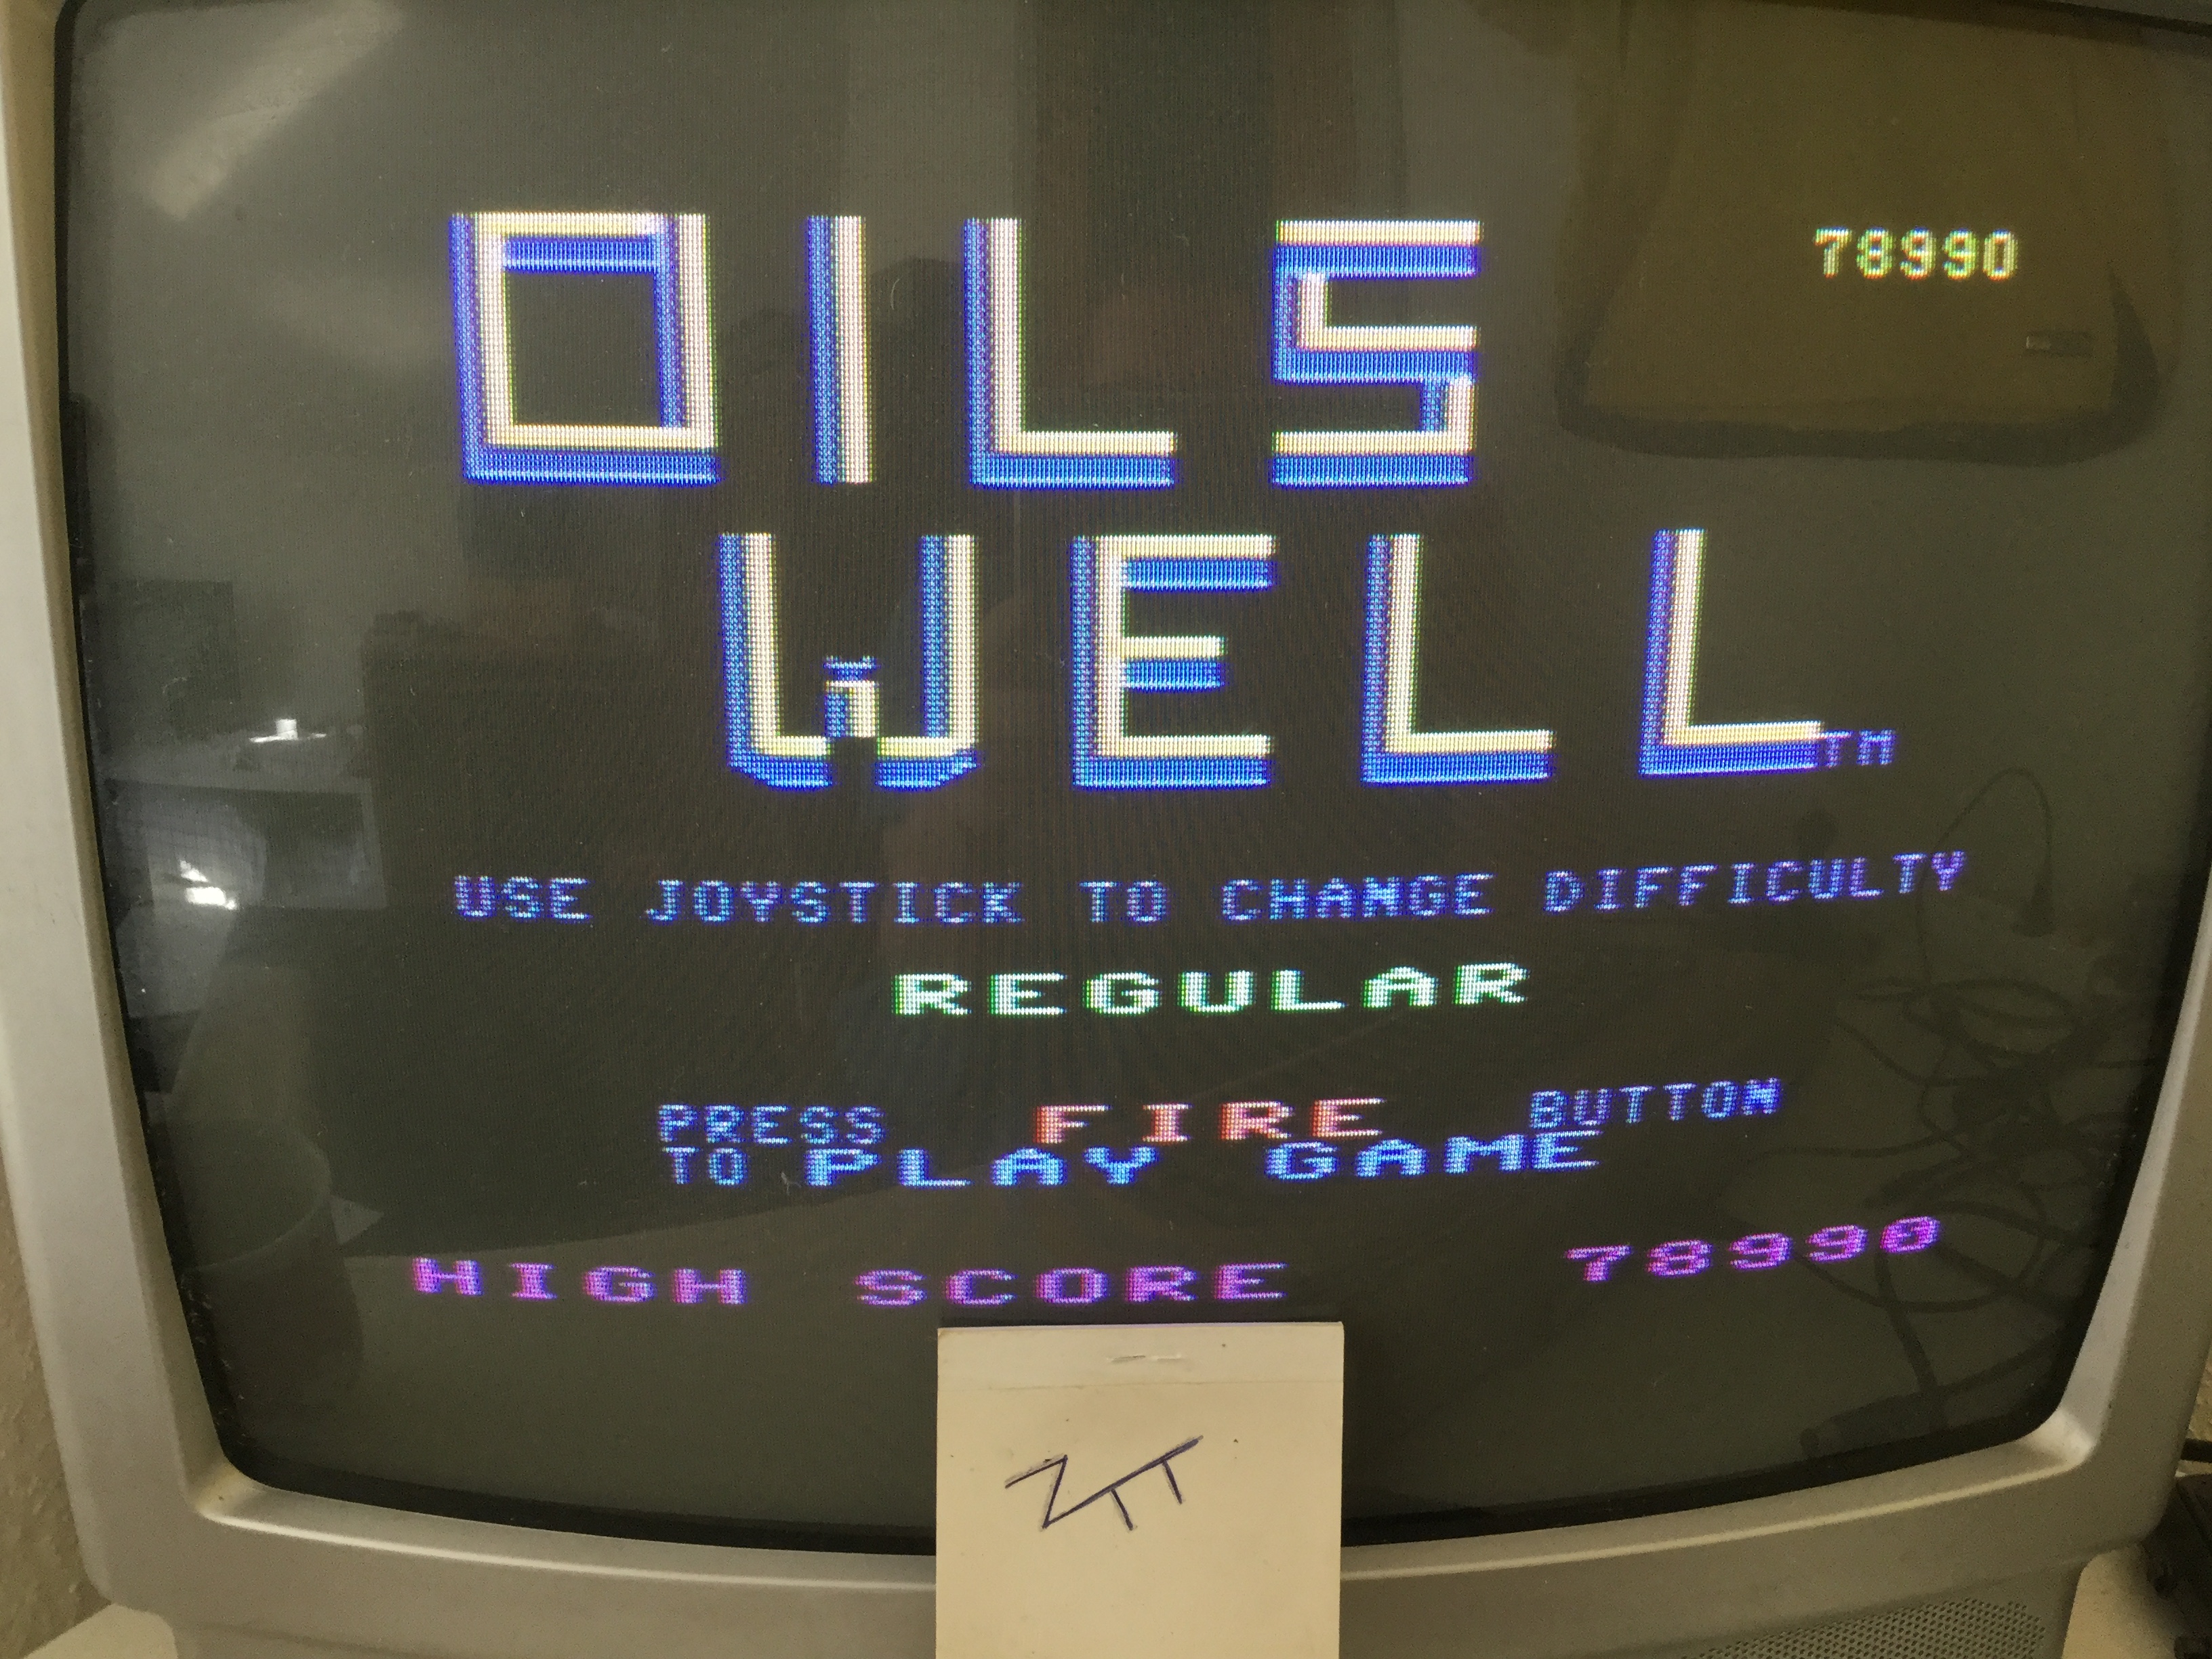 78990
OILS
WELL TM
USE JOYSTICK TO CHANGE DIFFICULTY
REGULAR
PRESS FIRE BUTTON
TO PLAY GAME
HIGH SCORE 78990